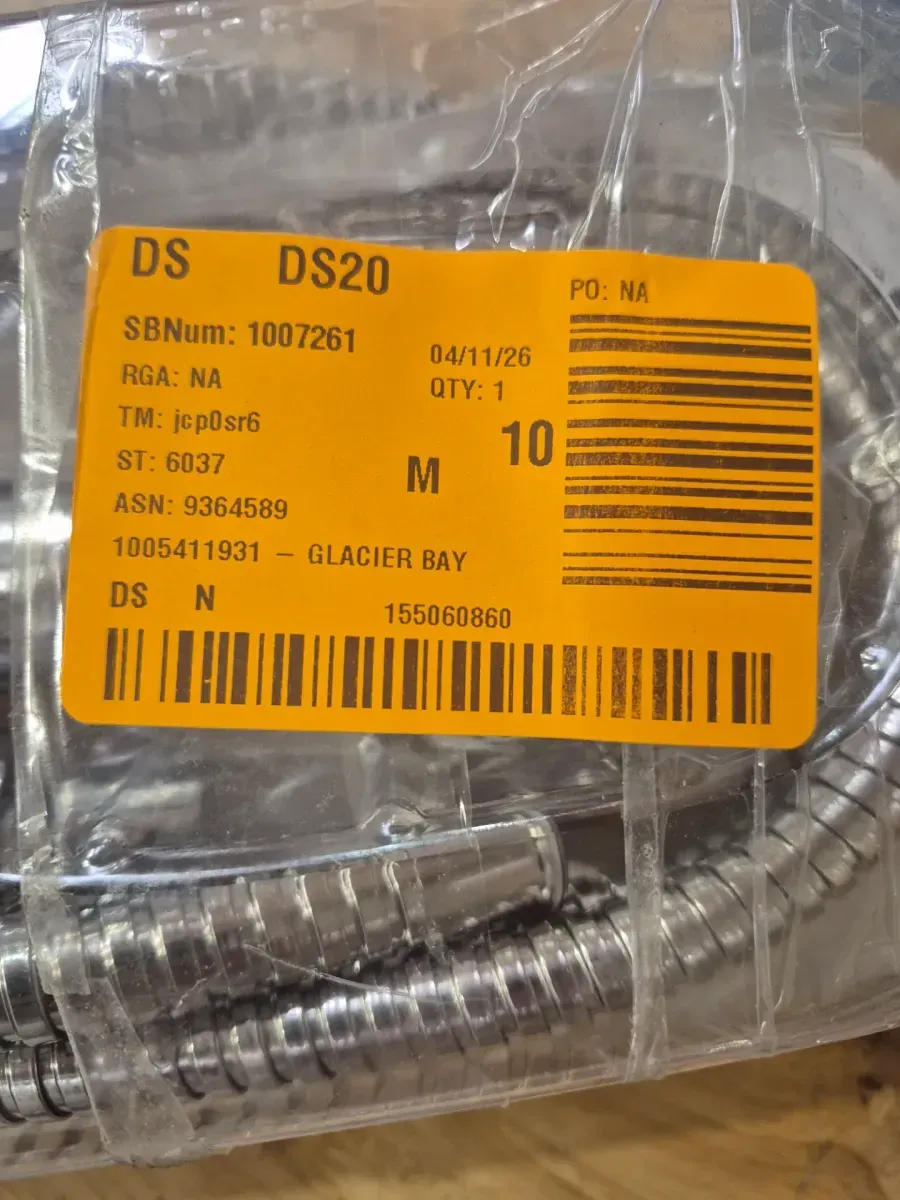 DS DS20
PO: NA
SBNum: 1007261
04/11/26
RGA: NA
QTY: 1
TM: jcp0sr6
10
ST: 6037
M
ASN: 9364589
1005411931 – GLACIER BAY
DS N
155060860